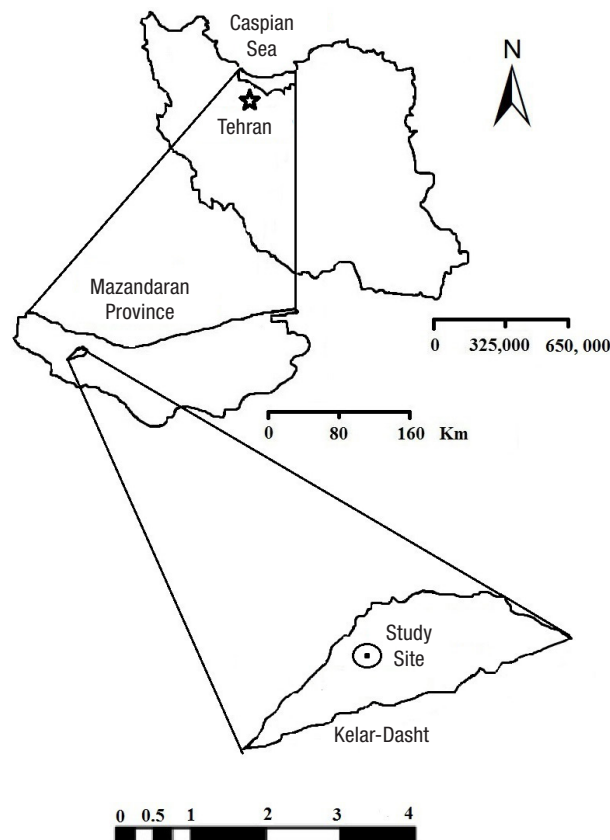 Caspian
Sea
N
Tehran
Mazandaran
Province
0 325,000 650, 000
0 80 160 Km
Study
Site
Kelar-Dasht
0 0.5 1 2 3 4